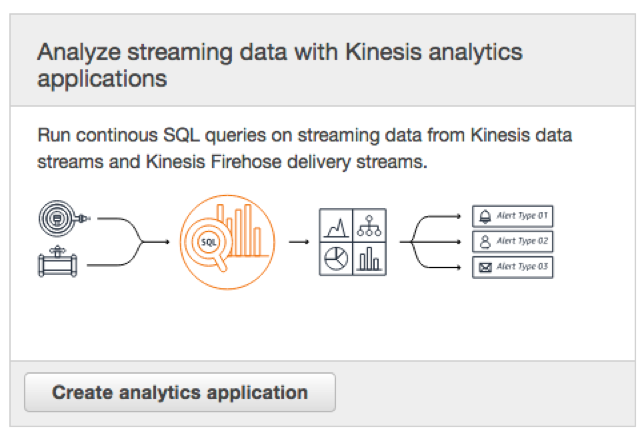 Analyze streaming data with Kinesis analytics
applications
Run continous SQL queries on streaming data from Kinesis data
streams and Kinesis Firehose delivery streams.
SQL
Alert Type 01
Alert Type 02
Alert Type 03
Create analytics application